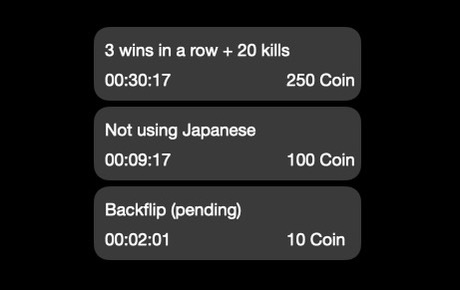 3 wins in a row + 20 kills
00:30:17 250 Coin
Not using Japanese
00:09:17 100 Coin
Backflip (pending)
00:02:01 10 Coin